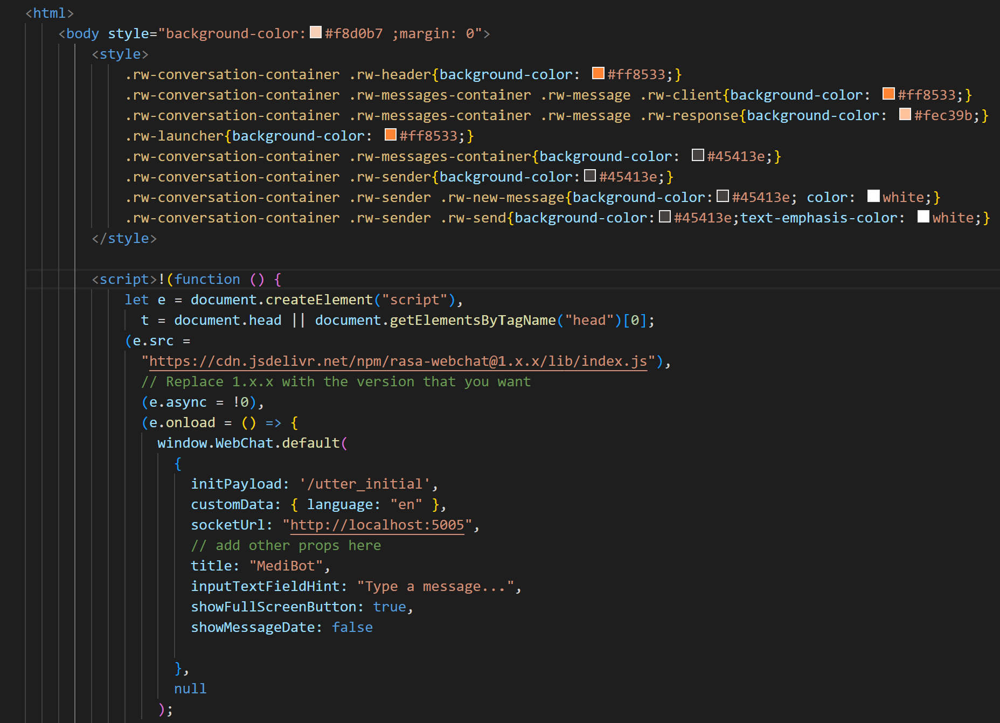 <html>
<body style="background-color:#f8d0b7 ;margin: 0">
<style>
.rw-conversation-container .rw-header{background-color: #ff8533;}
.rw-conversation-container .rw-messages-container .rw-message .rw-client{background-color: #ff8533;}
.rw-conversation-container .rw-messages-container .rw-message .rw-response{background-color: #fec39b;}
.rw-launcher{background-color: #ff8533;}
.rw-conversation-container .rw-messages-container{background-color: #45413e;}
.rw-conversation-container .rw-sender{background-color:#45413e;}
.rw-conversation-container .rw-sender .rw-new-message{background-color:#45413e; color: white;}
.rw-conversation-container .rw-sender .rw-send{background-color:#45413e;text-emphasis-color: white;}
</style>
<script>!(function () {
let e = document.createElement("script"),
t = document.head || document.getElementsByTagName("head")[0];
(e.src =
"https://cdn.jsdelivr.net/npm/rasa-webchat@1.x.x/lib/index.js"),
// Replace 1.x.x with the version that you want
(e.async = !0),
(e.onload = () => {
window.WebChat.default(
{
initPayload: '/utter_initial',
customData: { language: "en" },
socketUrl: "http://localhost:5005",
// add other props here
title: "MediBot",
inputTextFieldHint: "Type a message...",
showFullScreenButton: true,
showMessageDate: false
},
null
);